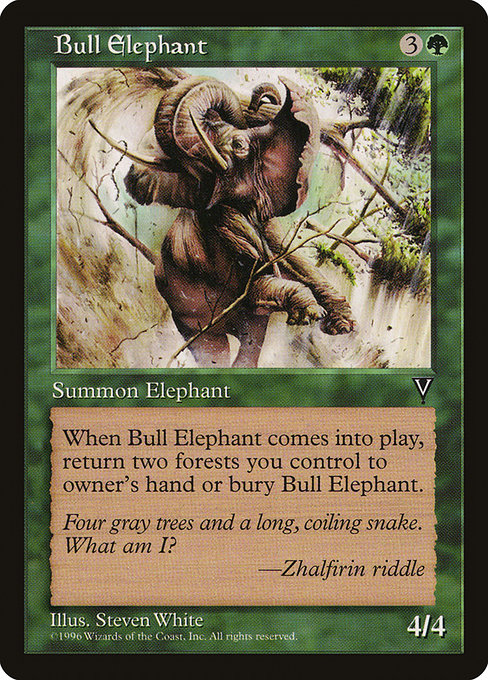 Bull Elephant 3
V
Summon Elephant
When Bull Elephant comes into play,
return two forests you control to
owner's hand or bury Bull Elephant.
Four gray trees and a long, coiling snake.
What am I?
—Zhalfirin riddle
Illus. Steven White
©1996 Wizards of the Coast, Inc. All rights reserved.
4/4